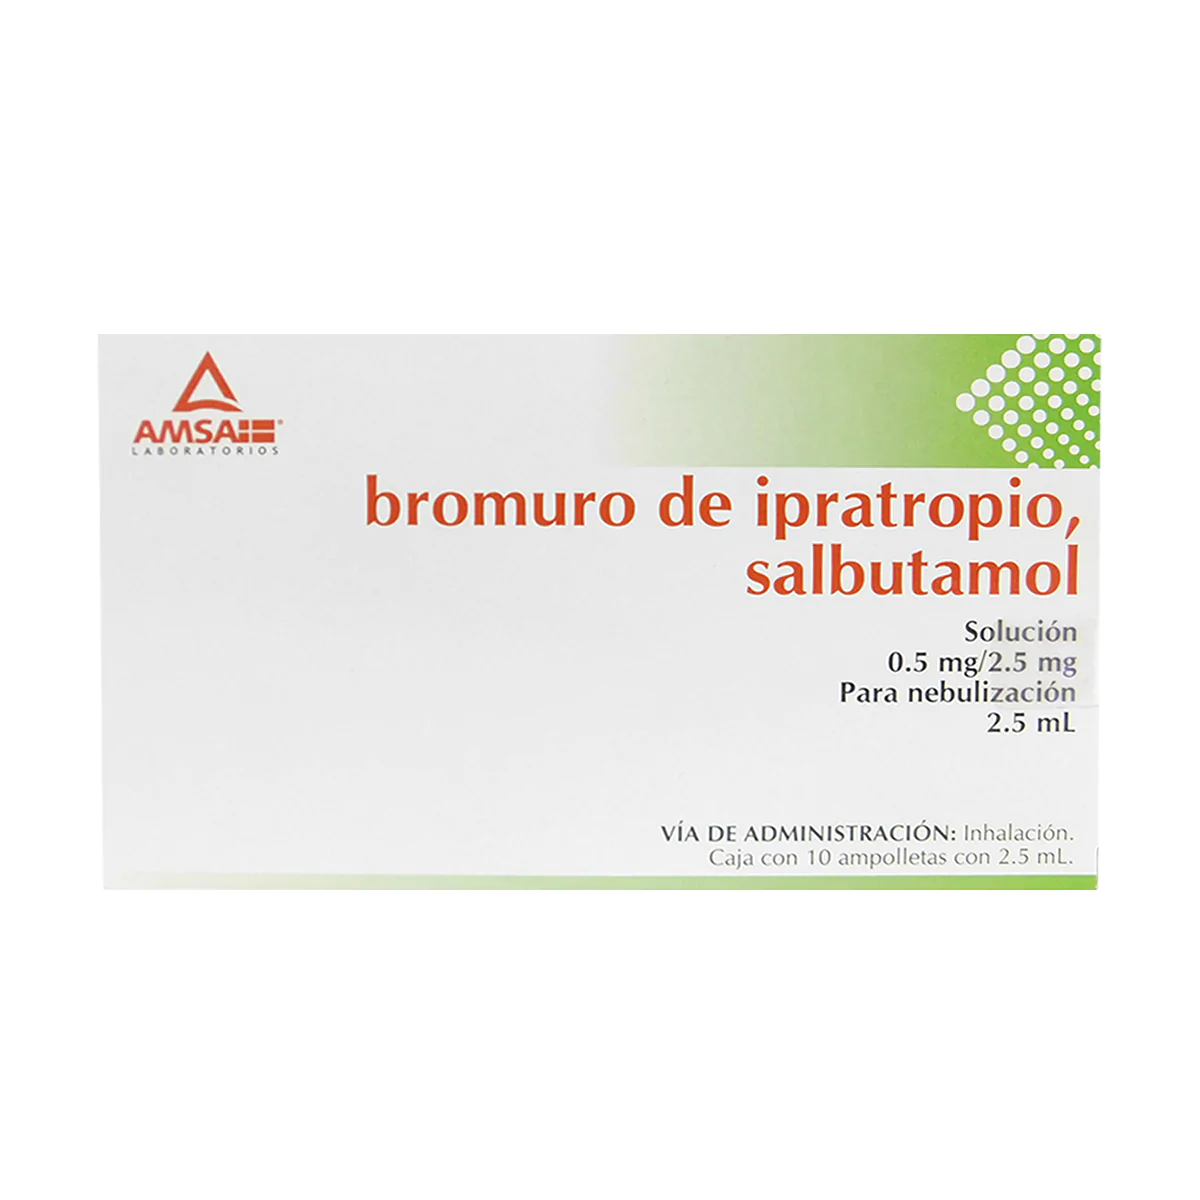 AMSA®
LABORATORIOS
bromuro de ipratropio,
salbutamol
Solución
0.5 mg/2.5 mg
Para nebulización
2.5 mL
VÍA DE ADMINISTRACIÓN: Inhalación.
Caja con 10 ampolletas con 2.5 mL.